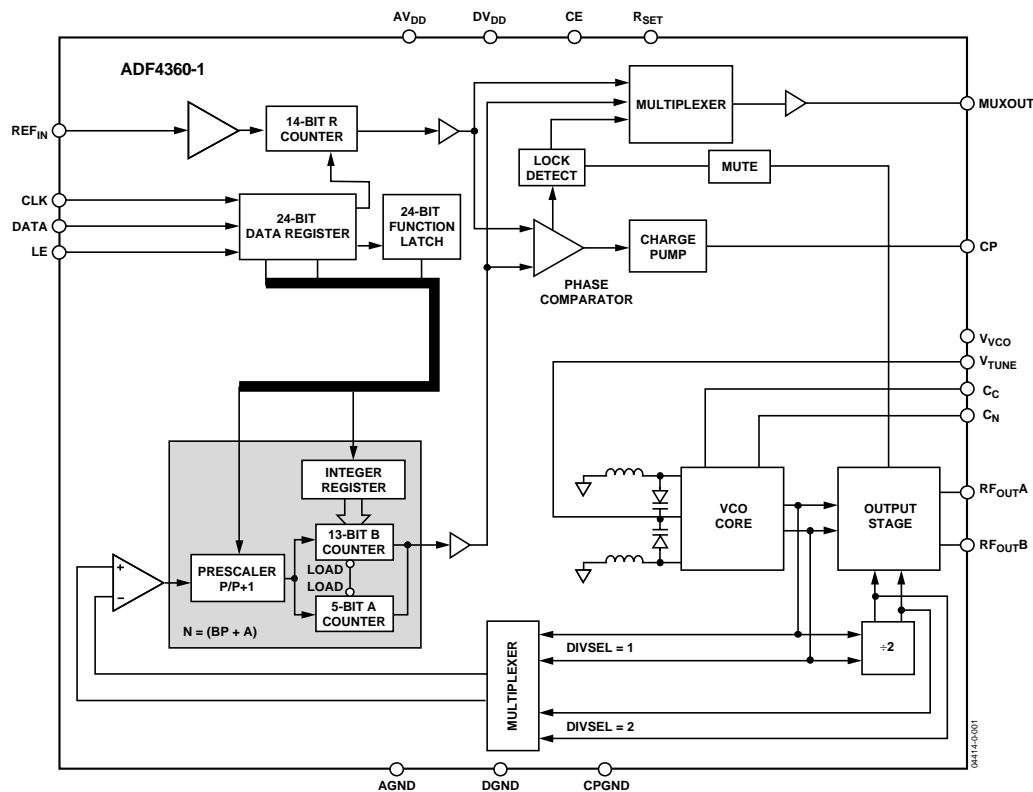 AVDD
DVDD
CE
RSET
ADF4360-1
REFIN
14-BIT R
COUNTER
MULTIPLEXER
MUXOUT
LOCK
DETECT
MUTE
CLK
DATA
LE
24-BIT
DATA REGISTER
24-BIT
FUNCTION
LATCH
CHARGE
PUMP
CP
PHASE
COMPARATOR
VVCO
VTUNE
CC
CN
INTEGER
REGISTER
13-BIT B
COUNTER
LOAD
LOAD
5-BIT A
COUNTER
PRESCALER
P/P+1
+
−
N = (BP + A)
VCO
CORE
OUTPUT
STAGE
RFOUTA
RFOUTB
MULTIPLEXER
DIVSEL = 1
÷2
DIVSEL = 2
04414-0-001
AGND
DGND
CPGND